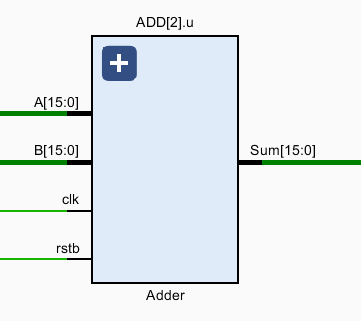 ADD[2].u
A[15:0]
B[15:0]
Sum[15:0]
clk
rstb
Adder